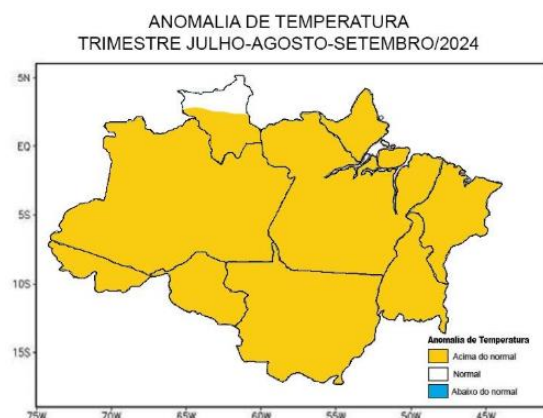 ANOMALIA DE TEMPERATURA
TRIMESTRE JULHO-AGOSTO-SETEMBRO/2024
5N
EQ
5S
10S
15S
75W 70W 65W 60W 55W 50W 45W
Anomalia de Temperatura
Acima do normal
Normal
Abaixo do normal